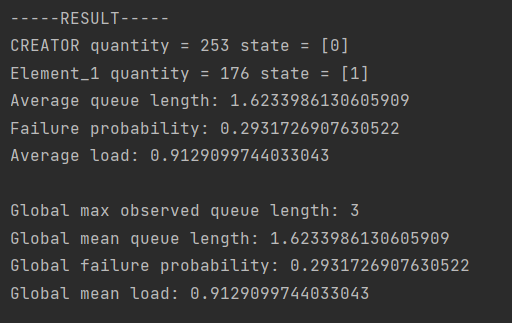 -----RESULT-----
CREATOR quantity = 253 state = [0]
Element_1 quantity = 176 state = [1]
Average queue length: 1.6233986130605909
Failure probability: 0.2931726907630522
Average load: 0.9129099744033043
Global max observed queue length: 3
Global mean queue length: 1.6233986130605909
Global failure probability: 0.2931726907630522
Global mean load: 0.9129099744033043